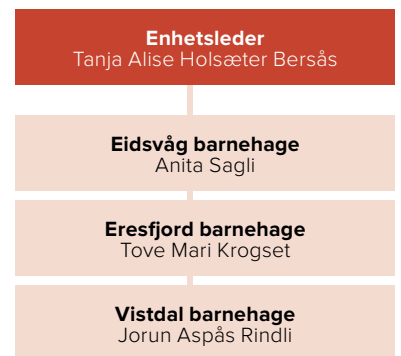 Enhetsleder
Tanja Alise Holsæter Bersås
Eidsvåg barnehage
Anita Sagli
Eresfjord barnehage
Tove Mari Krogset
Vistdal barnehage
Jorun Aspås Rindli